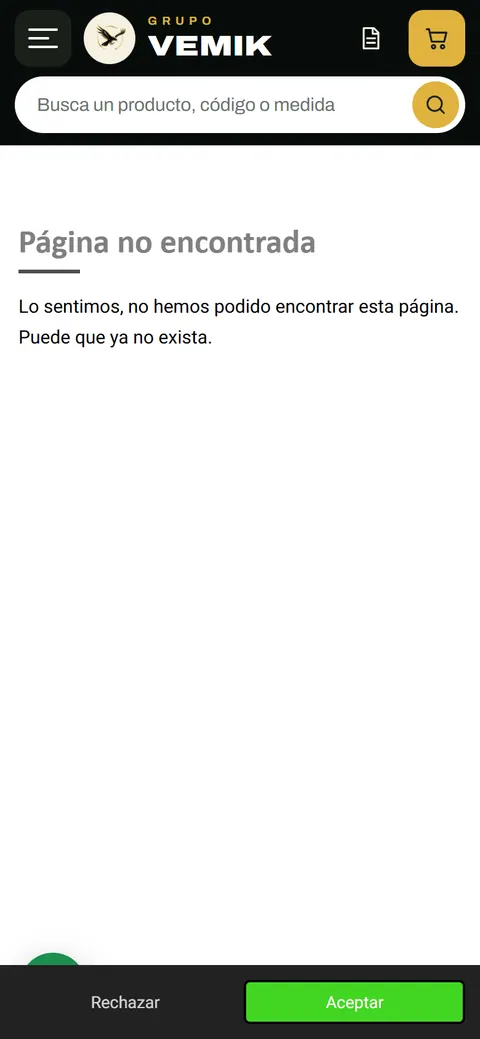 GRUPO
VEMIK
Busca un producto, código o medida
Página no encontrada
Lo sentimos, no hemos podido encontrar esta página.
Puede que ya no exista.
Rechazar
Aceptar